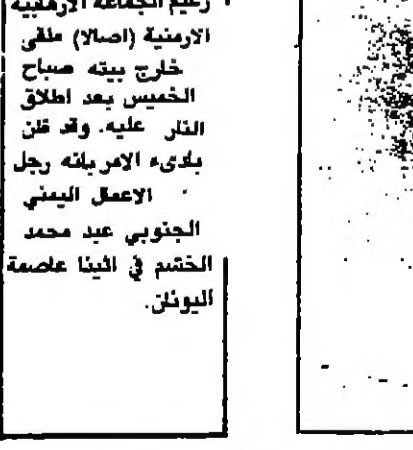 زعيم الجماعة الارهابية
الارمنية (اصالا) ملقى
خارج بيته صباح
الخميس بعد اطلاق
النار عليه. وقد ظن
بادىء الامر بانه رجل
الاعمال اليمني
الجنوبي عبد محمد
الخشم في اثينا عاصمة
اليونان.